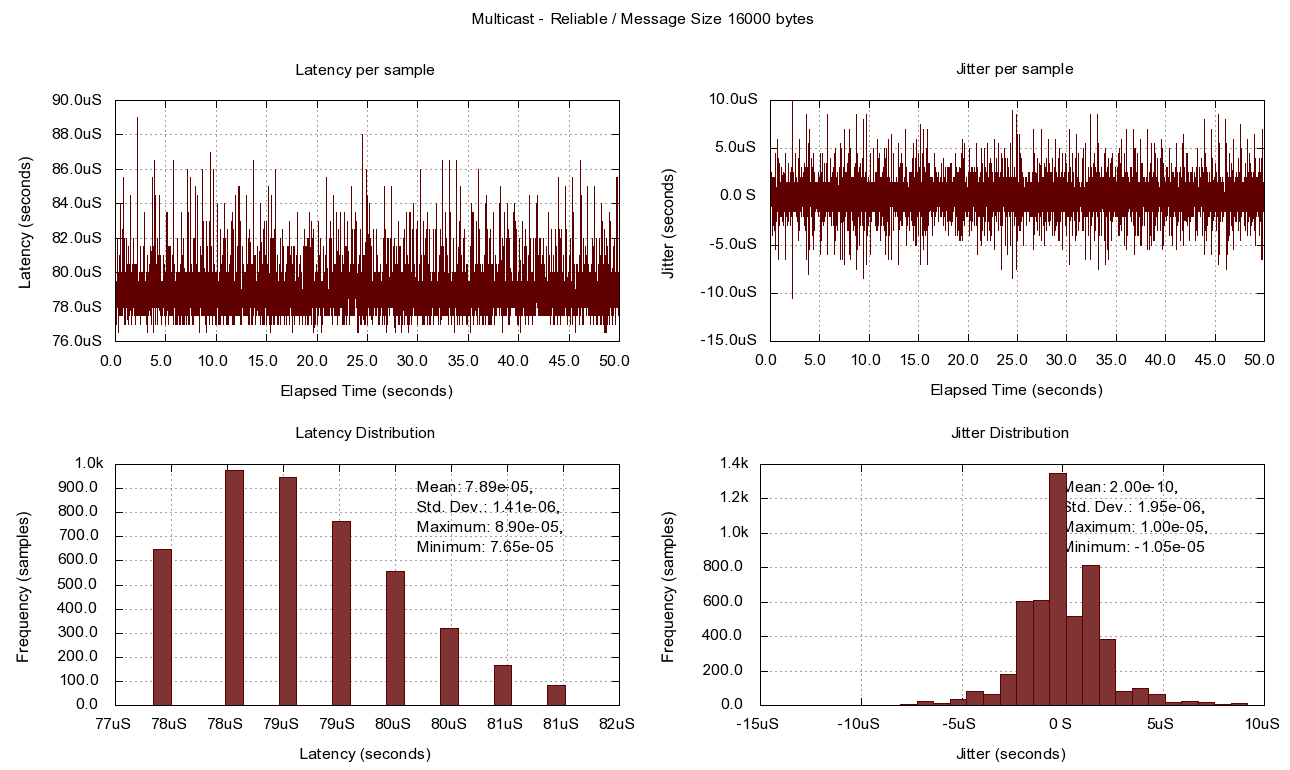 Multicast - Reliable / Message Size 16000 bytes
Latency per sample
90.0uS
88.0uS
86.0uS
84.0uS
82.0uS
80.0uS
78.0uS
76.0uS
Latency (seconds)
0.0 5.0 10.0 15.0 20.0 25.0 30.0 35.0 40.0 45.0 50.0
Elapsed Time (seconds)
Jitter per sample
10.0uS
5.0uS
0.0 S
-5.0uS
-10.0uS
-15.0uS
Jitter (seconds)
0.0 5.0 10.0 15.0 20.0 25.0 30.0 35.0 40.0 45.0 50.0
Elapsed Time (seconds)
Latency Distribution
1.0k
900.0
800.0
700.0
600.0
500.0
400.0
300.0
200.0
100.0
0.0
Frequency (samples)
Mean: 7.89e-05,
Std. Dev.: 1.41e-06,
Maximum: 8.90e-05,
Minimum: 7.65e-05
77uS 78uS 78uS 79uS 79uS 80uS 80uS 81uS 81uS 82uS
Latency (seconds)
Jitter Distribution
1.4k
1.2k
1.0k
800.0
600.0
400.0
200.0
0.0
Frequency (samples)
Mean: 2.00e-10,
Std. Dev.: 1.95e-06,
Maximum: 1.00e-05,
Minimum: -1.05e-05
-15uS -10uS -5uS 0 S 5uS 10uS
Jitter (seconds)